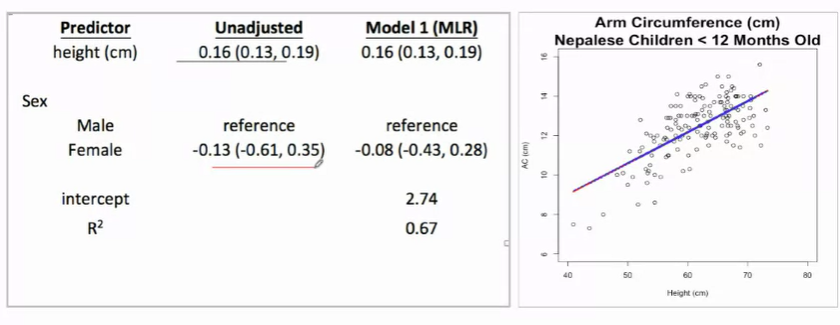 Predictor Unadjusted Model 1 (MLR)
height (cm) 0.16 (0.13, 0.19) 0.16 (0.13, 0.19)
Sex
Male reference reference
Female -0.13 (-0.61, 0.35) -0.08 (-0.43, 0.28)
intercept 2.74
R² 0.67
Arm Circumference (cm)
Nepalese Children < 12 Months Old
AC (cm)
16
14
12
10
8
6
40 50 60 70 80
Height (cm)